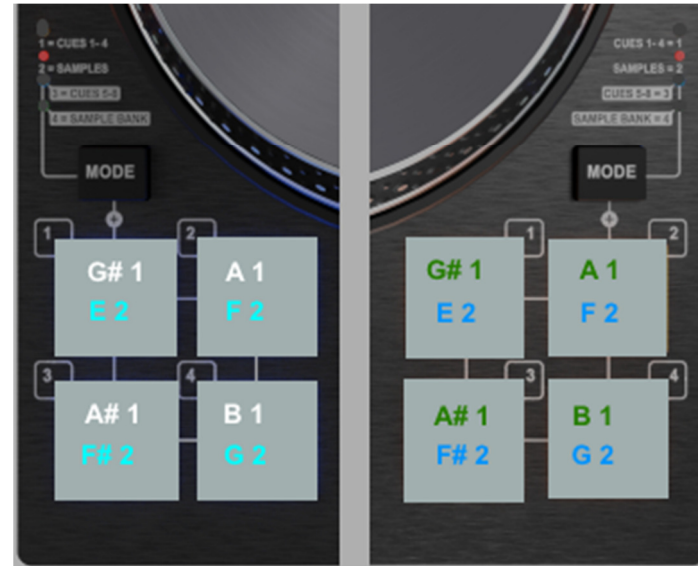 1 = CUES 1-4
2 = SAMPLES
3 = CUES 5-8
4 = SAMPLE BANK
MODE
1
2
G# 1
E 2
A 1
F 2
3
4
A# 1
F# 2
B 1
G 2
CUES 1-4 = 1
SAMPLES = 2
CUES 5-8 = 3
SAMPLE BANK = 4
MODE
1
2
G# 1
E 2
A 1
F 2
3
4
A# 1
F# 2
B 1
G 2